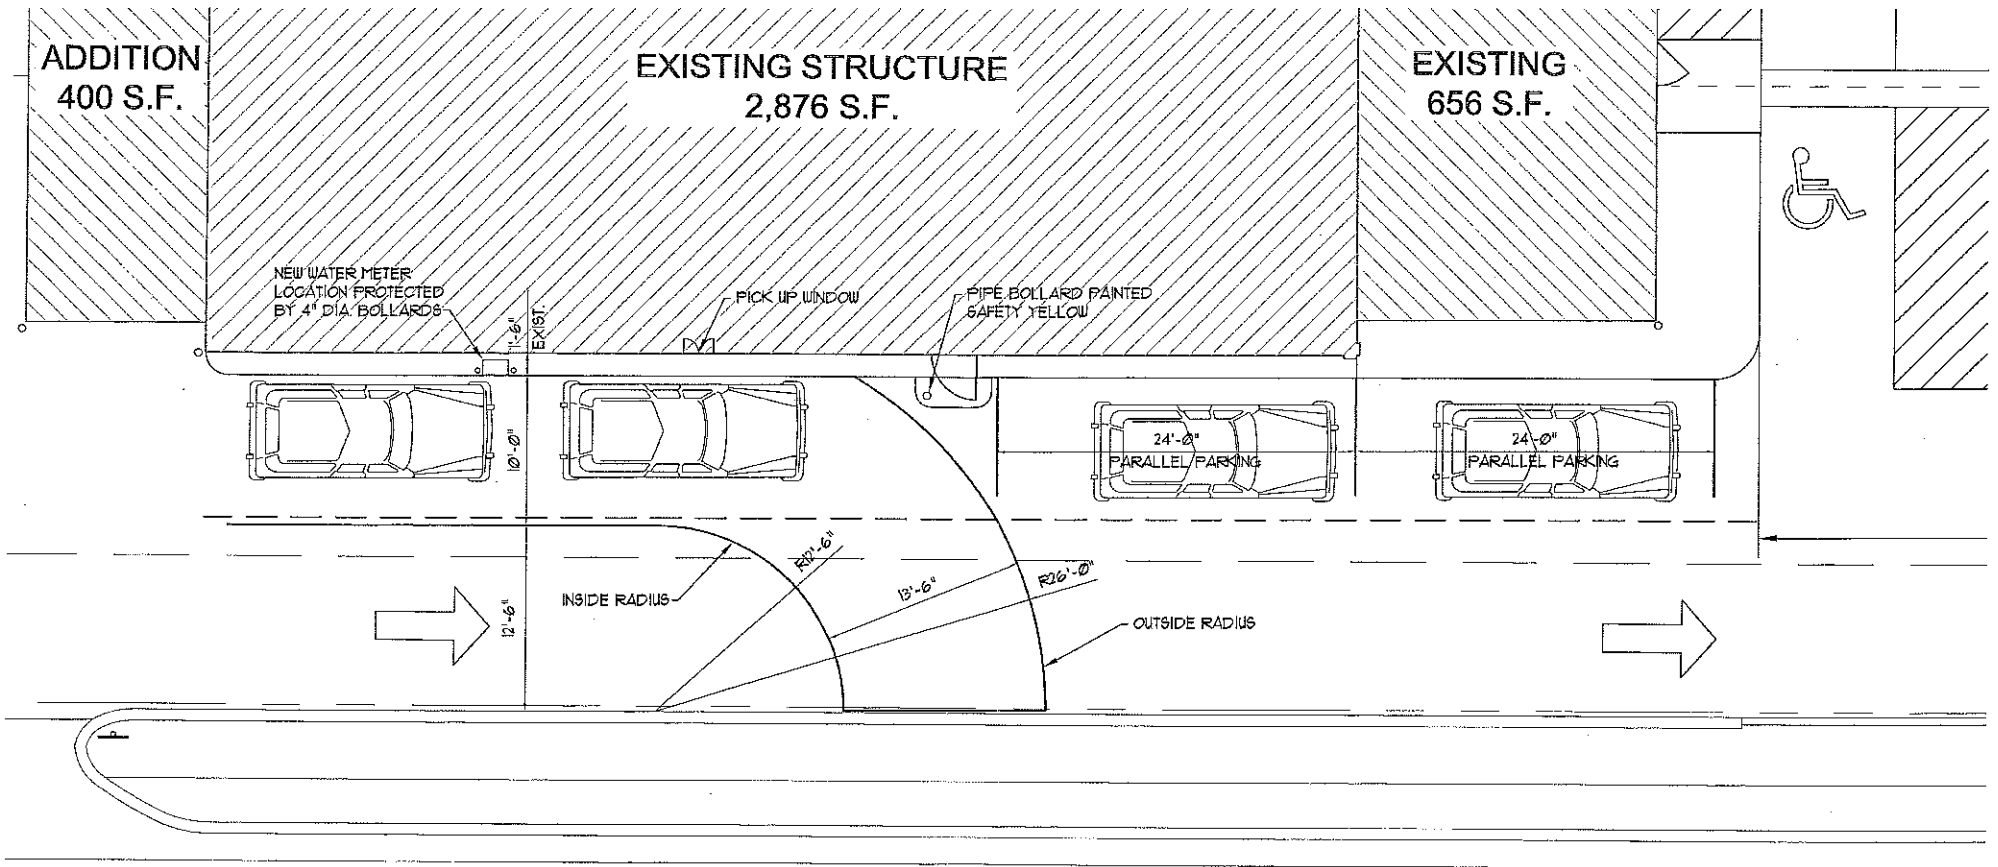 ADDITION
400 S.F.
EXISTING STRUCTURE
2,876 S.F.
EXISTING
656 S.F.
NEW WATER METER
LOCATION PROTECTED
BY 4" DIA. BOLLARDS
1'-6"
EXIST.
PICK UP WINDOW
PIPE BOLLARD PAINTED
SAFETY YELLOW
10'-0"
24'-0"
PARALLEL PARKING
24'-0"
PARALLEL PARKING
12'-6"
INSIDE RADIUS
R12'-6"
13'-6"
R26'-0"
OUTSIDE RADIUS